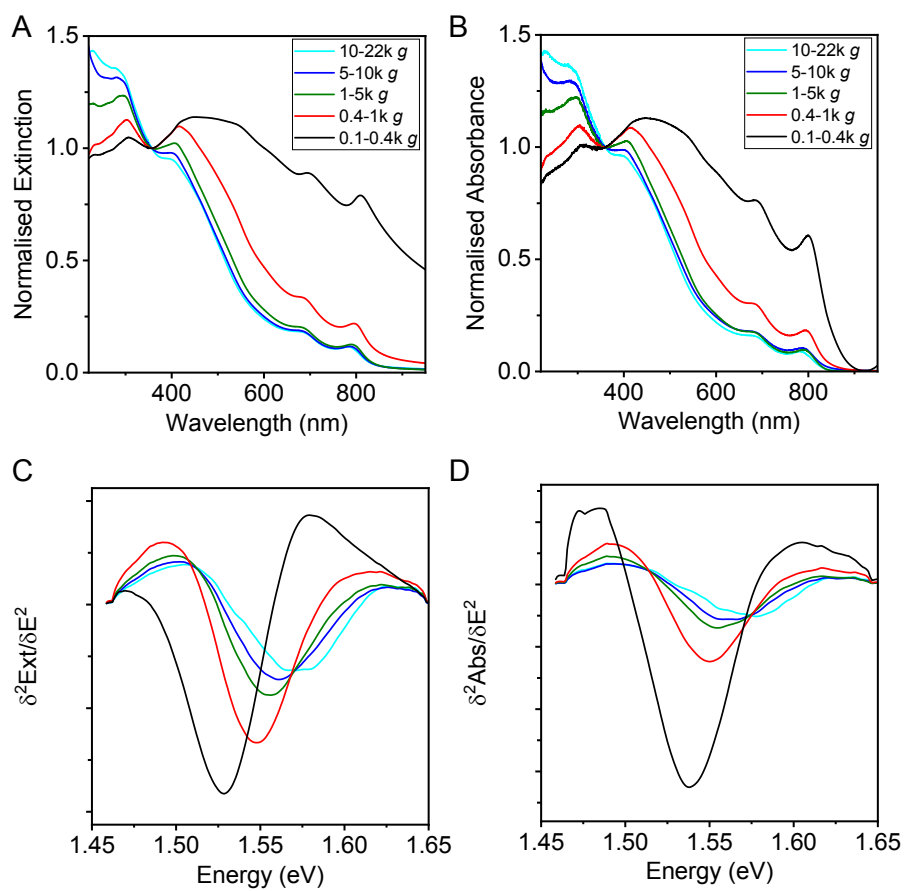 A
1.5
1.0
0.5
0.0
Normalised Extinction
10-22k g
5-10k g
1-5k g
0.4-1k g
0.1-0.4k g
400 600 800
Wavelength (nm)
B
1.5
1.0
0.5
0.0
Normalised Absorbance
10-22k g
5-10k g
1-5k g
0.4-1k g
0.1-0.4k g
400 600 800
Wavelength (nm)
C
δ²Ext/δE²
1.45 1.50 1.55 1.60 1.65
Energy (eV)
D
δ²Abs/δE²
1.45 1.50 1.55 1.60 1.65
Energy (eV)